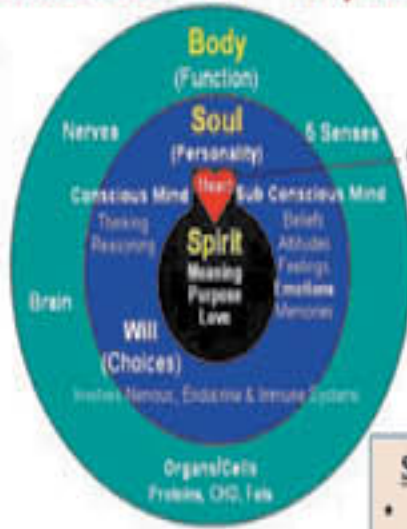 Body
(Function)
Nerves
Soul
5 Senses
(Personality)
Heart
Conscious Mind
Sub Conscious Mind
Thinking
Reasoning
Beliefs
Attitudes
Feelings
Emotions
Memories
Spirit
Meaning
Purpose
Love
Brain
Will
(Choices)
Involves Nervous, Endocrine & Immune Systems
Organs/Cells
Proteins, CHO, Fats